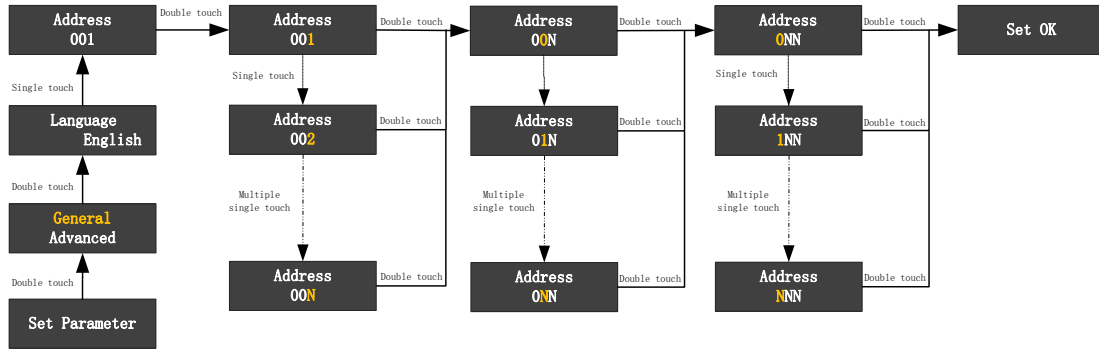 Address
001
Double touch
Address
001
Double touch
Address
00N
Double touch
Address
0NN
Double touch
Set OK
Single touch
Single touch
Single touch
Language
English
Address
002
Double touch
Address
01N
Double touch
Address
1NN
Double touch
Double touch
Multiple
single touch
Multiple
single touch
Multiple
single touch
General
Advanced
Double touch
Address
00N
Double touch
Address
0NN
Double touch
Address
NNN
Double touch
Set Parameter